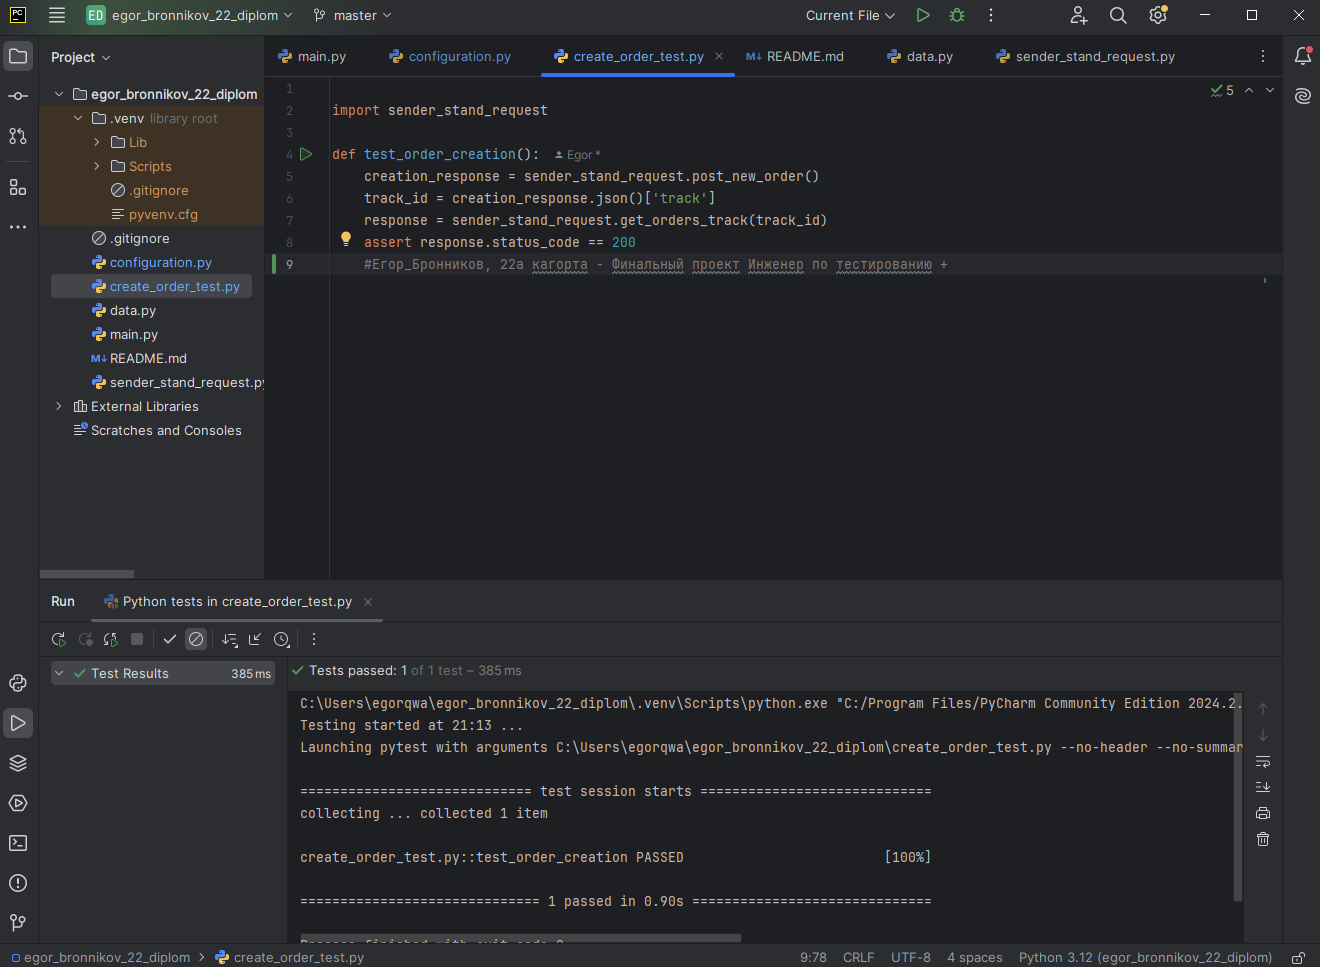 PC
ED egor_bronnikov_22_diplom master Current File
Project
main.py configuration.py create_order_test.py README.md data.py sender_stand_request.py
egor_bronnikov_22_diplom
.venv library root
Lib
Scripts
.gitignore
pyvenv.cfg
.gitignore
configuration.py
create_order_test.py
data.py
main.py
README.md
sender_stand_request.py
External Libraries
Scratches and Consoles
5
1
2 import sender_stand_request
3
4 def test_order_creation(): Egor *
5 creation_response = sender_stand_request.post_new_order()
6 track_id = creation_response.json()['track']
7 response = sender_stand_request.get_orders_track(track_id)
8 assert response.status_code == 200
9 #Егор_Бронников, 22а кагорта - Финальный проект Инженер по тестированию +
Run Python tests in create_order_test.py
Test Results 385 ms
Tests passed: 1 of 1 test – 385 ms
C:\Users\egorqwa\egor_bronnikov_22_diplom\.venv\Scripts\python.exe "C:/Program Files/PyCharm Community Edition 2024.2.
Testing started at 21:13 ...
Launching pytest with arguments C:\Users\egorqwa\egor_bronnikov_22_diplom\create_order_test.py --no-header --no-summar
============================= test session starts =============================
collecting ... collected 1 item
create_order_test.py::test_order_creation PASSED [100%]
============================== 1 passed in 0.90s ==============================
egor_bronnikov_22_diplom create_order_test.py 9:78 CRLF UTF-8 4 spaces Python 3.12 (egor_bronnikov_22_diplom)